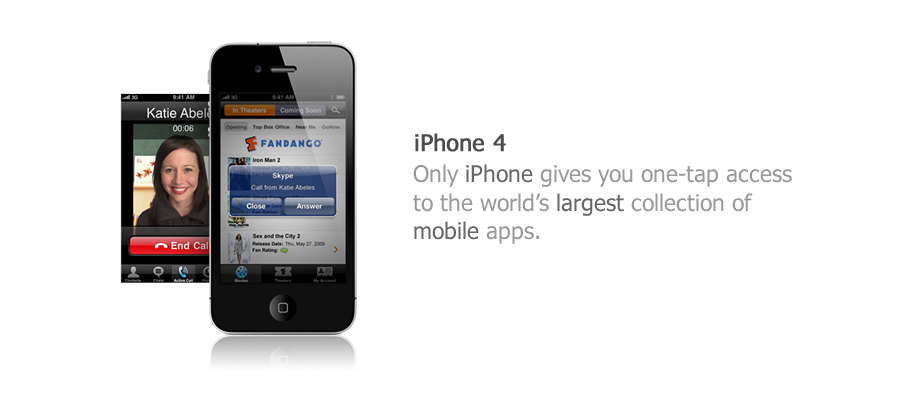 3G 9:41 AM
Katie Abele
00:06
End Cal
Contacts Chats Active Call
3G 9:41 AM
In Theaters Coming Soon
Opening Top Box Office Near Me GoNow
FANDANGO
Iron Man 2
Skype
Call from Katie Abeles
Close Answer
Sex and the City 2
Release Date: Thu, May 27, 2009
Fan Rating:
Movies Theaters My Account
iPhone 4
Only iPhone gives you one-tap access
to the world’s largest collection of
mobile apps.